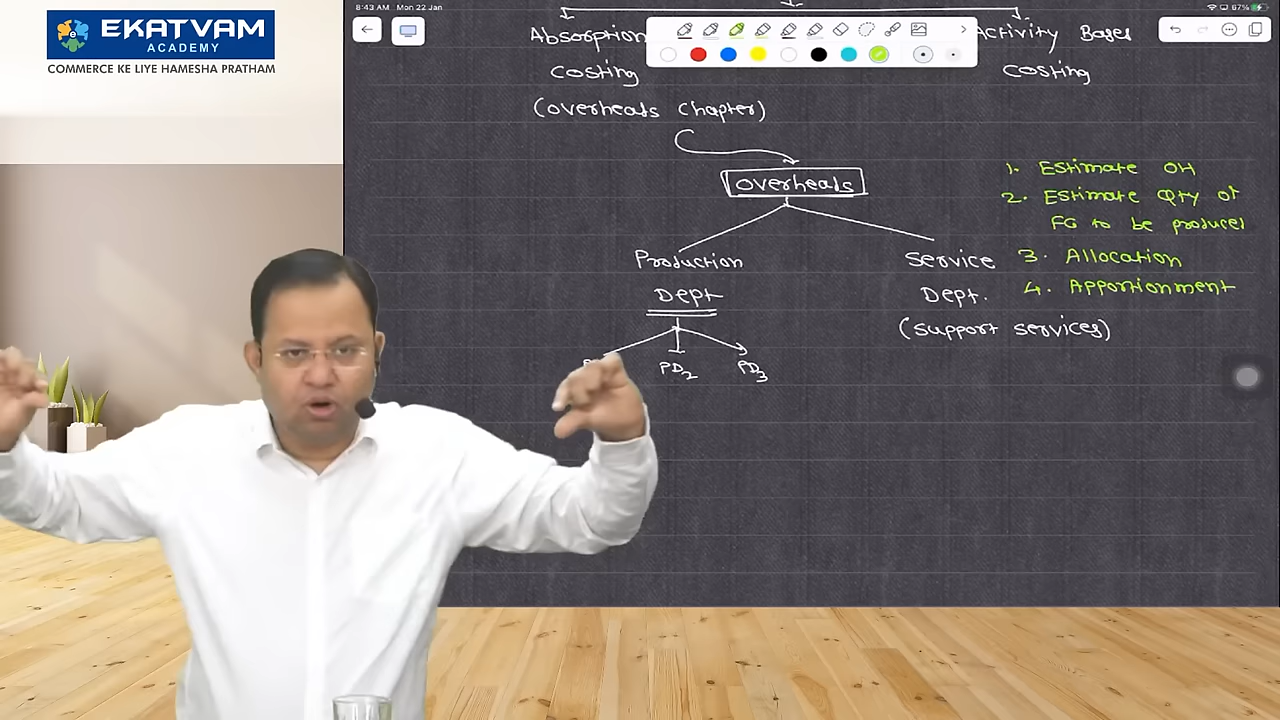 EKATVAM
ACADEMY
COMMERCE KE LIYE HAMESHA PRATHAM
8:43 AM Mon 22 Jan
67%
Absorption
Costing
(overheads Chapter)
Activity Based
Costing
overheads
Production
Dept
PD2
PD3
Service
Dept.
(support services)
1. Estimate OH
2. Estimate Qty of
FG to be produced
3. Allocation
4. Apportionment